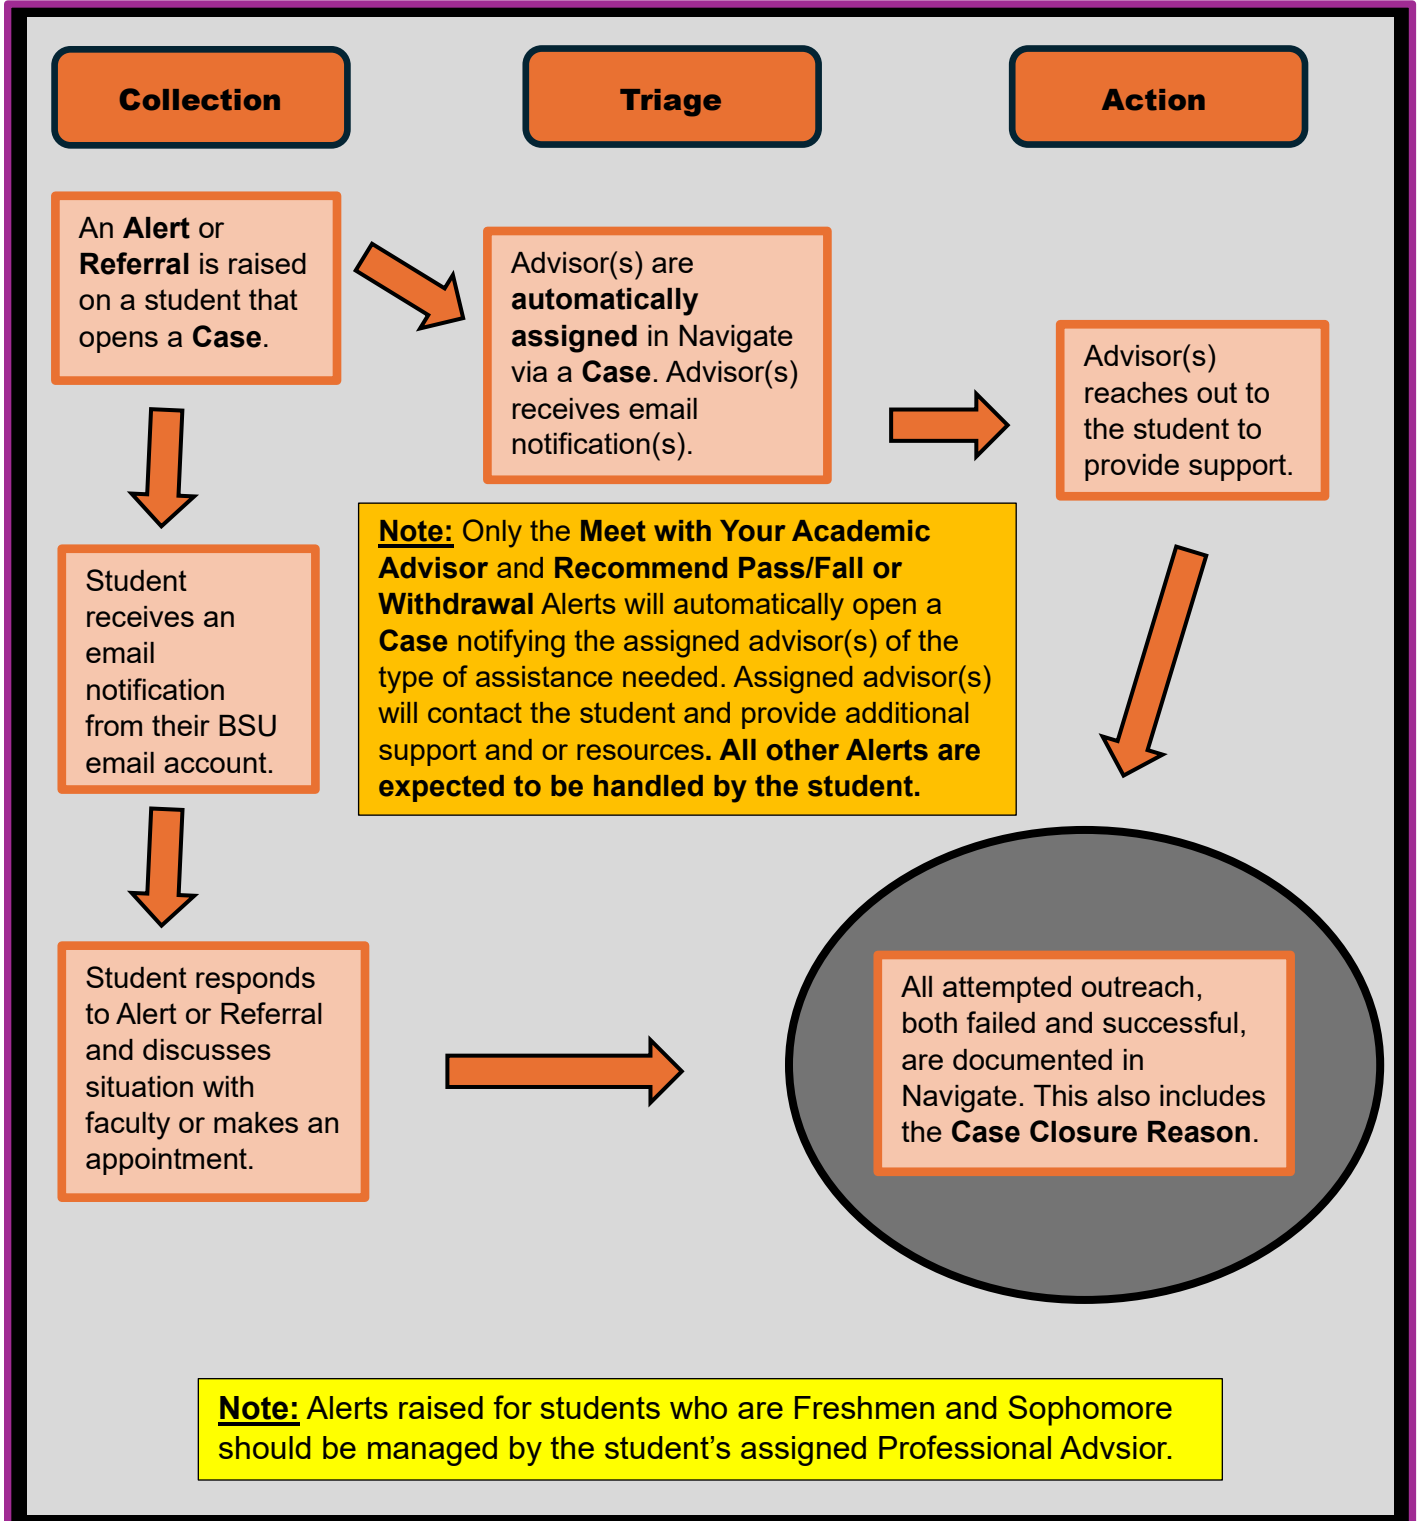 Collection
Triage
Action
An Alert or
Referral is raised
on a student that
opens a Case.
Advisor(s) are
automatically
assigned in Navigate
via a Case. Advisor(s)
receives email
notification(s).
Advisor(s)
reaches out to
the student to
provide support.
Note: Only the Meet with Your Academic
Advisor and Recommend Pass/Fall or
Withdrawal Alerts will automatically open a
Case notifying the assigned advisor(s) of the
type of assistance needed. Assigned advisor(s)
will contact the student and provide additional
support and or resources. All other Alerts are
expected to be handled by the student.
Student
receives an
email
notification
from their BSU
email account.
Student responds
to Alert or Referral
and discusses
situation with
faculty or makes an
appointment.
All attempted outreach,
both failed and successful,
are documented in
Navigate. This also includes
the Case Closure Reason.
Note: Alerts raised for students who are Freshmen and Sophomore
should be managed by the student’s assigned Professional Advsior.